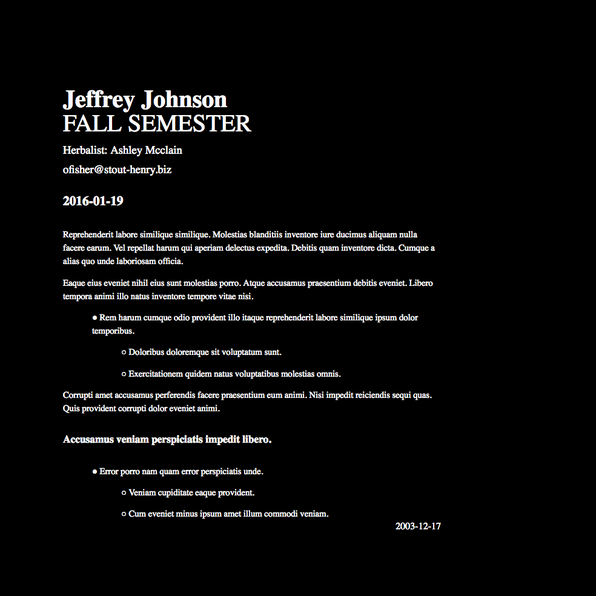 Jeffrey Johnson
FALL SEMESTER
Herbalist: Ashley Mcclain
ofisher@stout-henry.biz
2016-01-19
Reprehenderit labore similique similique. Molestias blanditiis inventore iure ducimus aliquam nulla
facere earum. Vel repellat harum qui aperiam delectus expedita. Debitis quam inventore dicta. Cumque a
alias quo unde laboriosam officia.
Eaque eius eveniet nihil eius sunt molestias porro. Atque accusamus praesentium debitis eveniet. Libero
tempora animi illo natus inventore tempore vitae nisi.
● Rem harum cumque odio provident illo itaque reprehenderit labore similique ipsum dolor
temporibus.
○ Doloribus doloremque sit voluptatum sunt.
○ Exercitationem quidem natus voluptatibus molestias omnis.
Corrupti amet accusamus perferendis facere praesentium eum animi. Nisi impedit reiciendis sequi quas.
Quis provident corrupti dolor eveniet animi.
Accusamus veniam perspiciatis impedit libero.
● Error porro nam quam error perspiciatis unde.
○ Veniam cupiditate eaque provident.
○ Cum eveniet minus ipsum amet illum commodi veniam.
2003-12-17